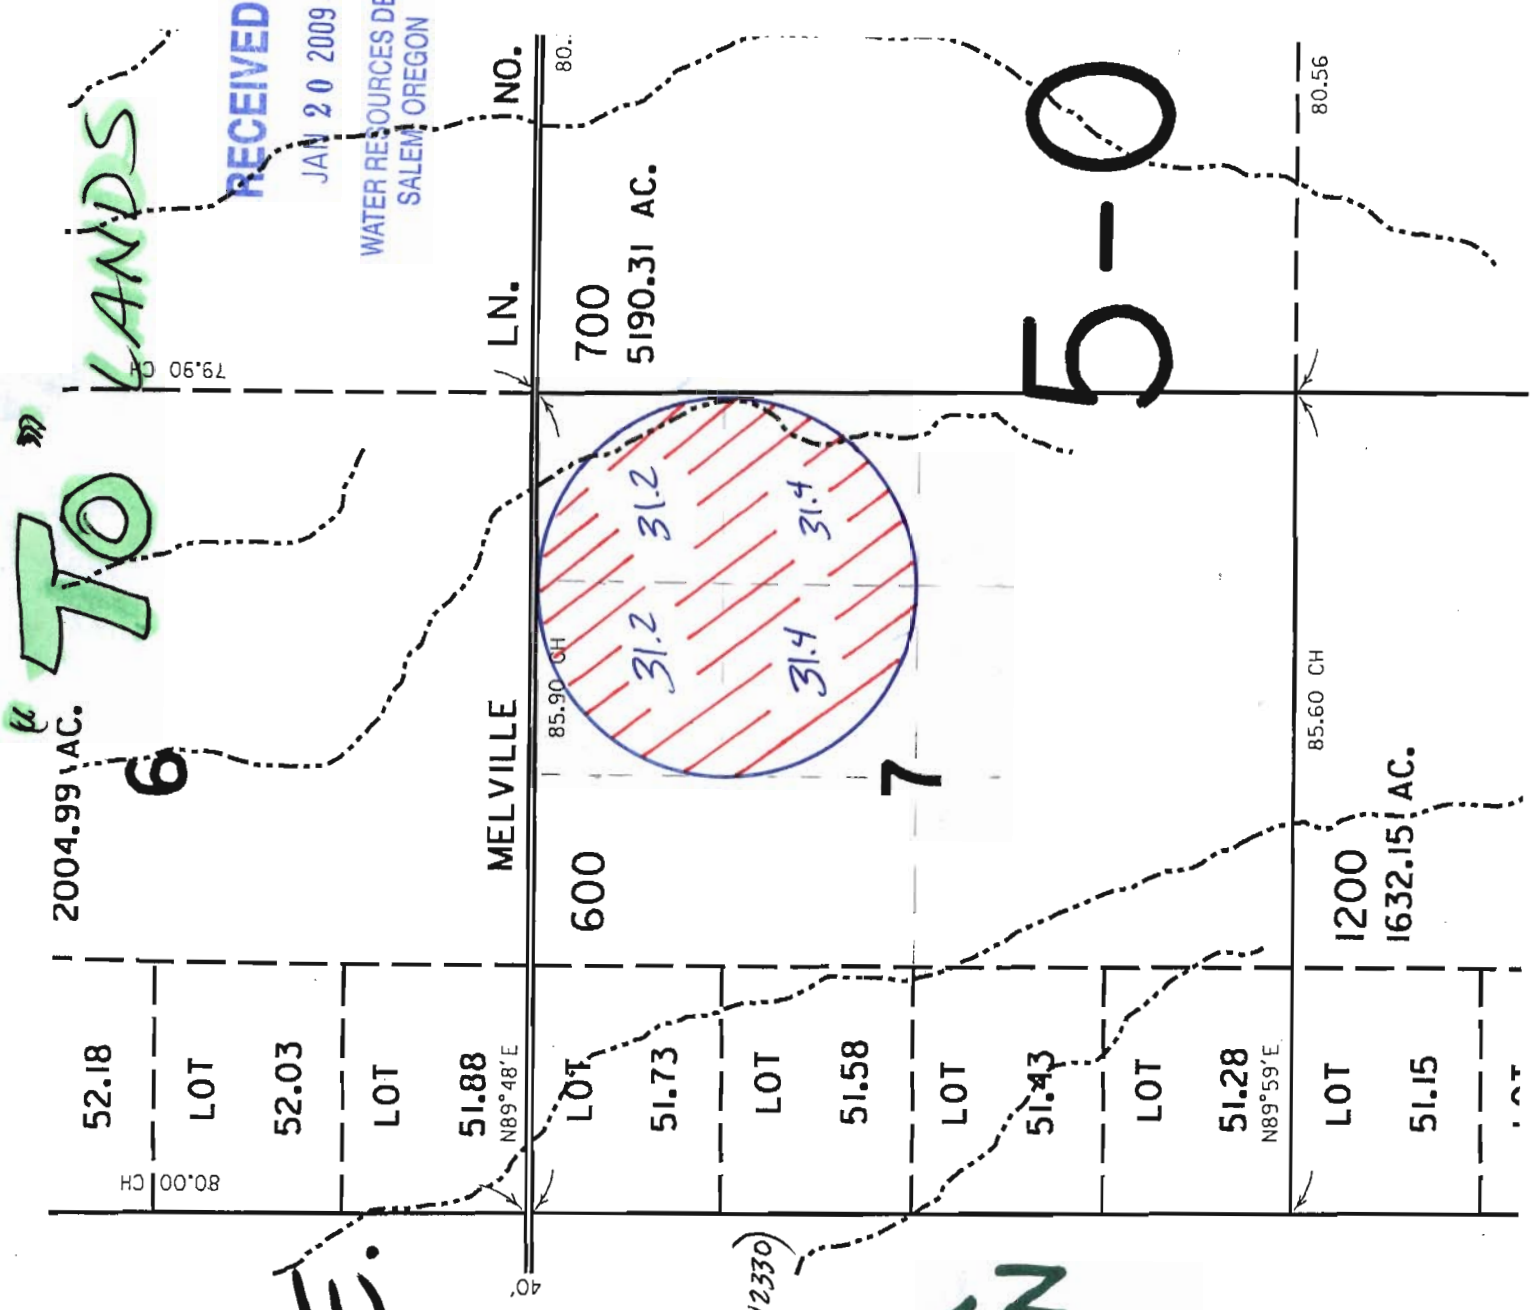 RECEIVED
JAN 20 2009
WATER RESOURCES DE
SALEM, OREGON
"TO" LANDS
79.90 CH
2004.99 AC.
6
52.18
LOT
52.03
LOT
51.88
N89°48'E
80.00 CH
MELVILLE LN. NO.
80.
40'
85.90 CH
600
700
5190.31 AC.
31.2
31.2
31.4
31.4
7
5-0
LOT
51.73
LOT
51.58
LOT
51.43
LOT
51.28
N89°59'E
80.56
85.60 CH
1200
1632.15 AC.
LOT
51.15
LOT
E.
12330)
N